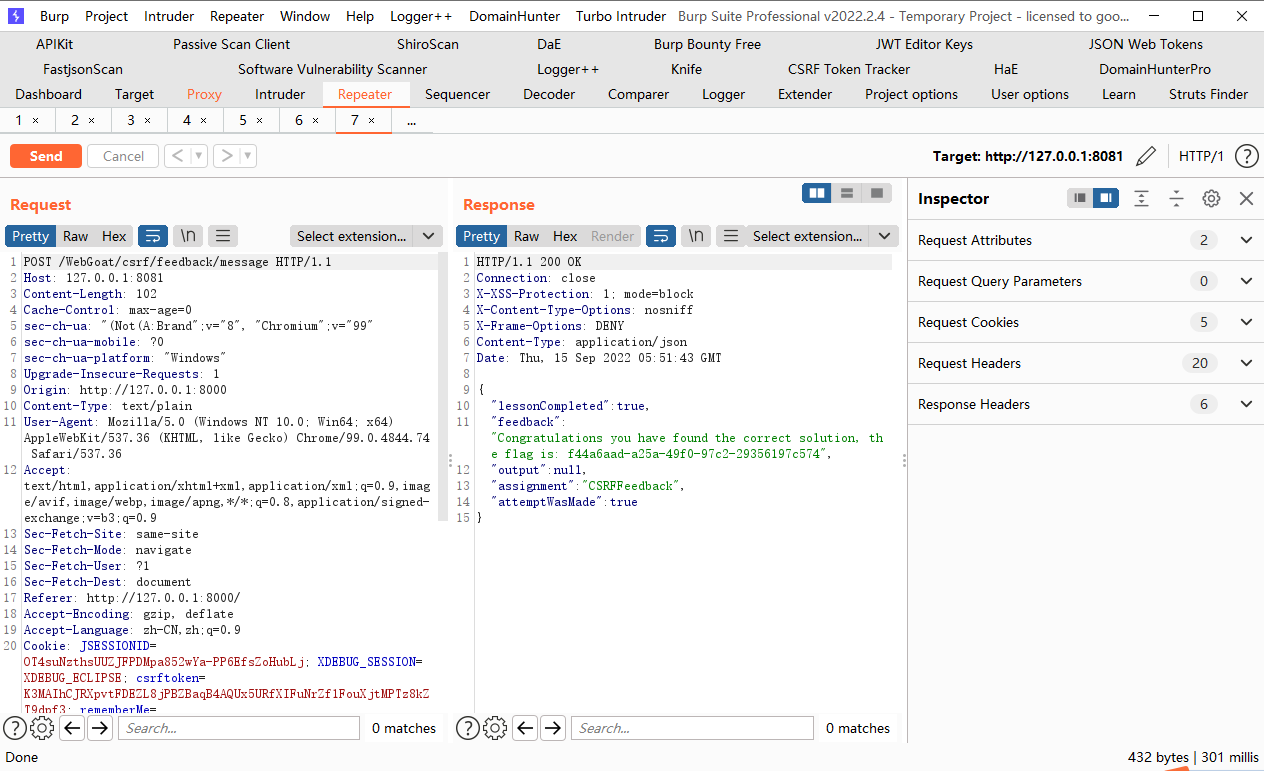 Burp Project Intruder Repeater Window Help Logger++ DomainHunter Turbo Intruder Burp Suite Professional v2022.2.4 - Temporary Project - licensed to goo...
APIKit Passive Scan Client ShiroScan DaE Burp Bounty Free JWT Editor Keys JSON Web Tokens
FastjsonScan Software Vulnerability Scanner Logger++ Knife CSRF Token Tracker HaE DomainHunterPro
Dashboard Target Proxy Intruder Repeater Sequencer Decoder Comparer Logger Extender Project options User options Learn Struts Finder
1 × 2 × 3 × 4 × 5 × 6 × 7 × ...
Send Cancel < > Target: http://127.0.0.1:8081 HTTP/1 ?
Request
Pretty Raw Hex \n Select extension...
1 POST /WebGoat/csrf/feedback/message HTTP/1.1
2 Host: 127.0.0.1:8081
3 Content-Length: 102
4 Cache-Control: max-age=0
5 sec-ch-ua: "(Not(A:Brand";v="8", "Chromium";v="99"
6 sec-ch-ua-mobile: ?0
7 sec-ch-ua-platform: "Windows"
8 Upgrade-Insecure-Requests: 1
9 Origin: http://127.0.0.1:8000
10 Content-Type: text/plain
11 User-Agent: Mozilla/5.0 (Windows NT 10.0; Win64; x64)
AppleWebKit/537.36 (KHTML, like Gecko) Chrome/99.0.4844.74
Safari/537.36
12 Accept:
text/html,application/xhtml+xml,application/xml;q=0.9,imag
e/avif,image/webp,image/apng,*/*;q=0.8,application/signed-
exchange;v=b3;q=0.9
13 Sec-Fetch-Site: same-site
14 Sec-Fetch-Mode: navigate
15 Sec-Fetch-User: ?1
16 Sec-Fetch-Dest: document
17 Referer: http://127.0.0.1:8000/
18 Accept-Encoding: gzip, deflate
19 Accept-Language: zh-CN,zh;q=0.9
20 Cookie: JSESSIONID=
OT4suNzthsUUZJFPDMpa852wYa-PP6EfsZoHubLj; XDEBUG_SESSION=
XDEBUG_ECLIPSE; csrftoken=
K3MAIhCJRXpvtFDEZL8jPBZBaqB4AQUx5URfXIFuNrZf1FouXjtMPTz8kZ
T9dpf3; rememberMe=
? Search... 0 matches
Response
Pretty Raw Hex Render \n Select extension...
1 HTTP/1.1 200 OK
2 Connection: close
3 X-XSS-Protection: 1; mode=block
4 X-Content-Type-Options: nosniff
5 X-Frame-Options: DENY
6 Content-Type: application/json
7 Date: Thu, 15 Sep 2022 05:51:43 GMT
8
9 {
10 "lessonCompleted":true,
11 "feedback":
"Congratulations you have found the correct solution, th
e flag is: f44a6aad-a25a-49f0-97c2-29356197c574",
12 "output":null,
13 "assignment":"CSRFFeedback",
14 "attemptWasMade":true
15 }
? Search... 0 matches
Inspector
Request Attributes 2
Request Query Parameters 0
Request Cookies 5
Request Headers 20
Response Headers 6
Done 432 bytes | 301 millis